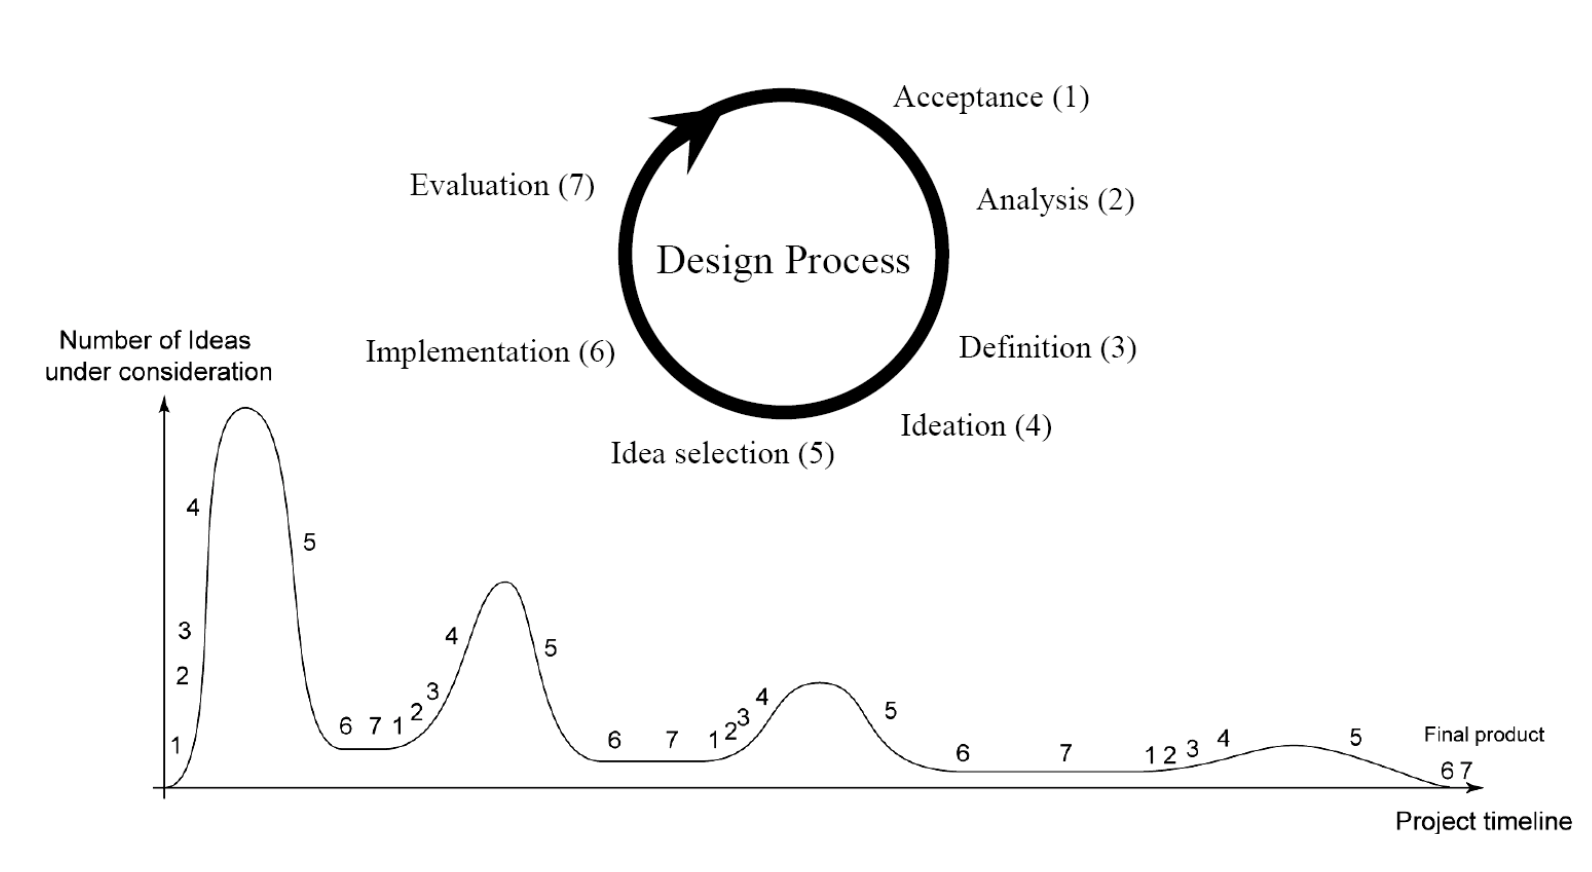 Acceptance (1)
Evaluation (7)
Analysis (2)
Design Process
Number of Ideas
under consideration
Implementation (6)
Definition (3)
Ideation (4)
Idea selection (5)
4
5
3
2
1
4
5
3
2
6 7 1
4
5
3
2
6 7 1
4
5
6 7 1 2 3
Final product
6 7
Project timeline